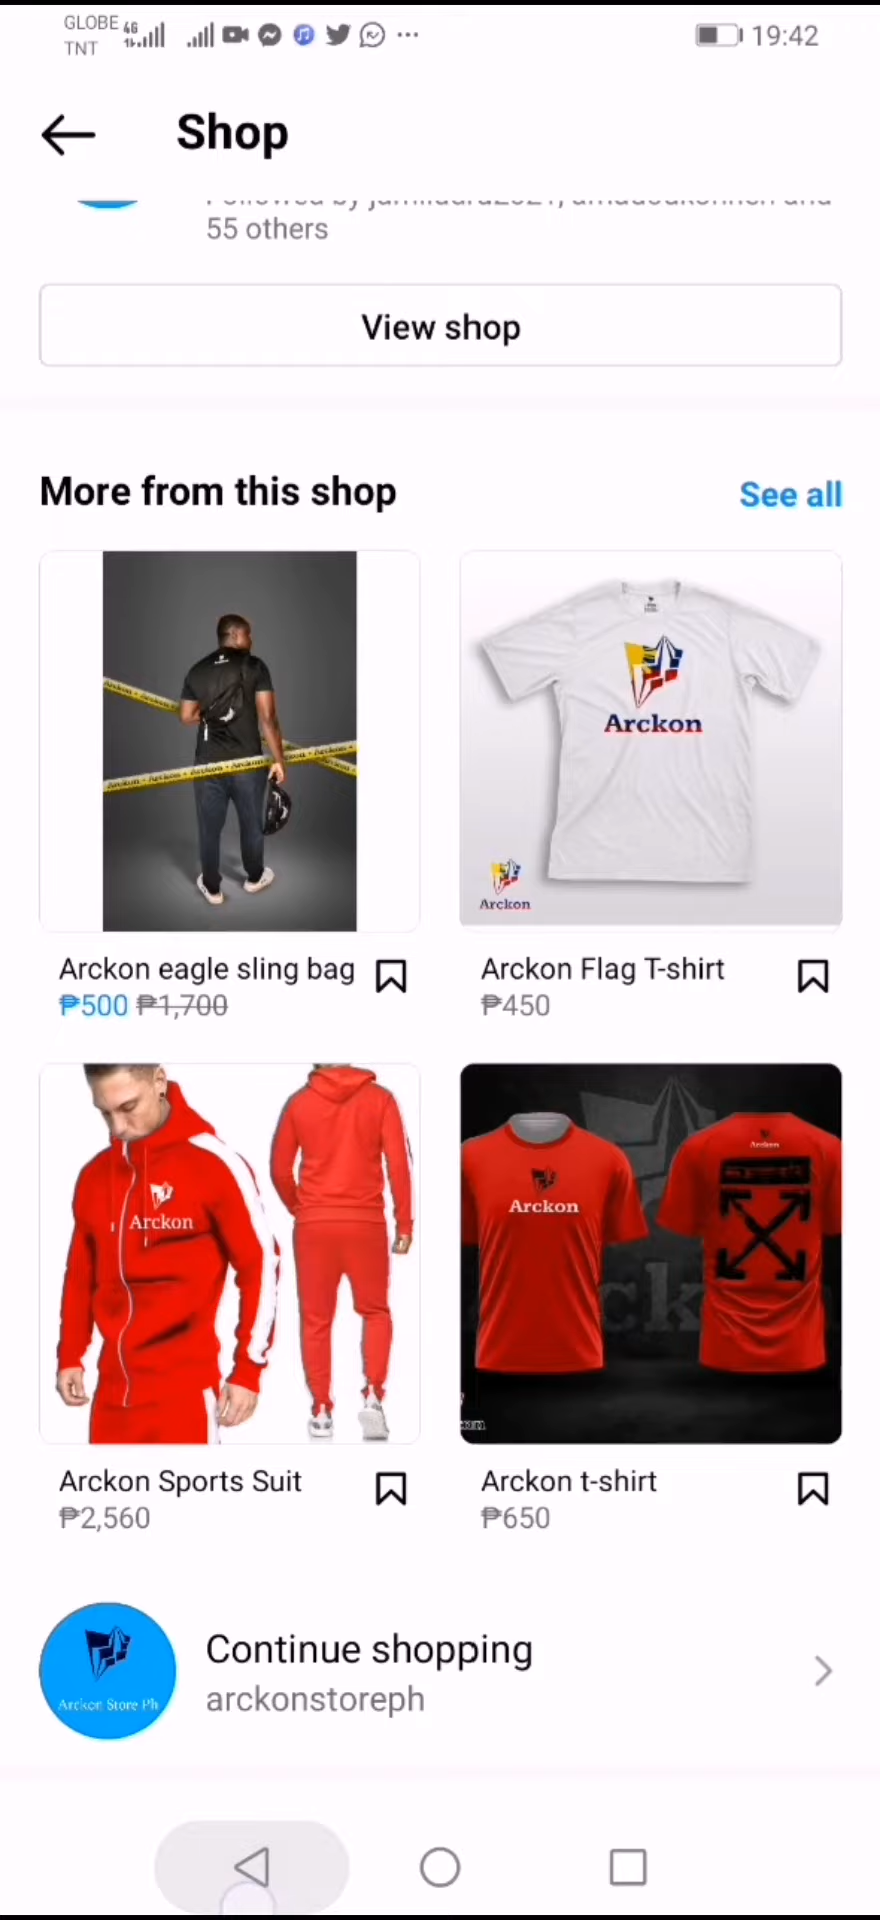 GLOBE 4G
TNT
19:42
Shop
55 others
View shop
More from this shop
See all
Arckon
Arckon
Arckon eagle sling bag
₱500 ₱1,700
Arckon Flag T-shirt
₱450
Arckon
Arckon
Arckon
Arckon Sports Suit
₱2,560
Arckon t-shirt
₱650
Arckon Store Ph
Continue shopping
arckonstoreph